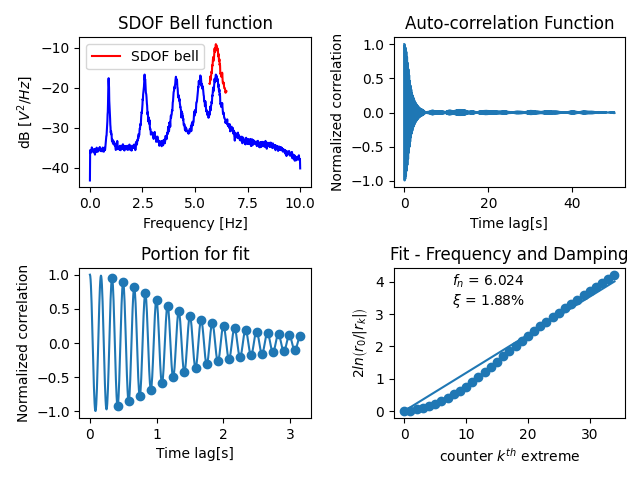 SDOF Bell function
dB [V²/Hz]
−10
−20
−30
−40
SDOF bell
0.0 2.5 5.0 7.5 10.0
Frequency [Hz]
Auto-correlation Function
Normalized correlation
1.0
0.5
0.0
−0.5
−1.0
0 20 40
Time lag[s]
Portion for fit
Normalized correlation
1.0
0.5
0.0
−0.5
−1.0
0 1 2 3
Time lag[s]
Fit - Frequency and Damping
2ln(r₀/|rₖ|)
4
3
2
1
0
fₙ = 6.024
ξ = 1.88%
0 10 20 30
counter kᵗʰ extreme